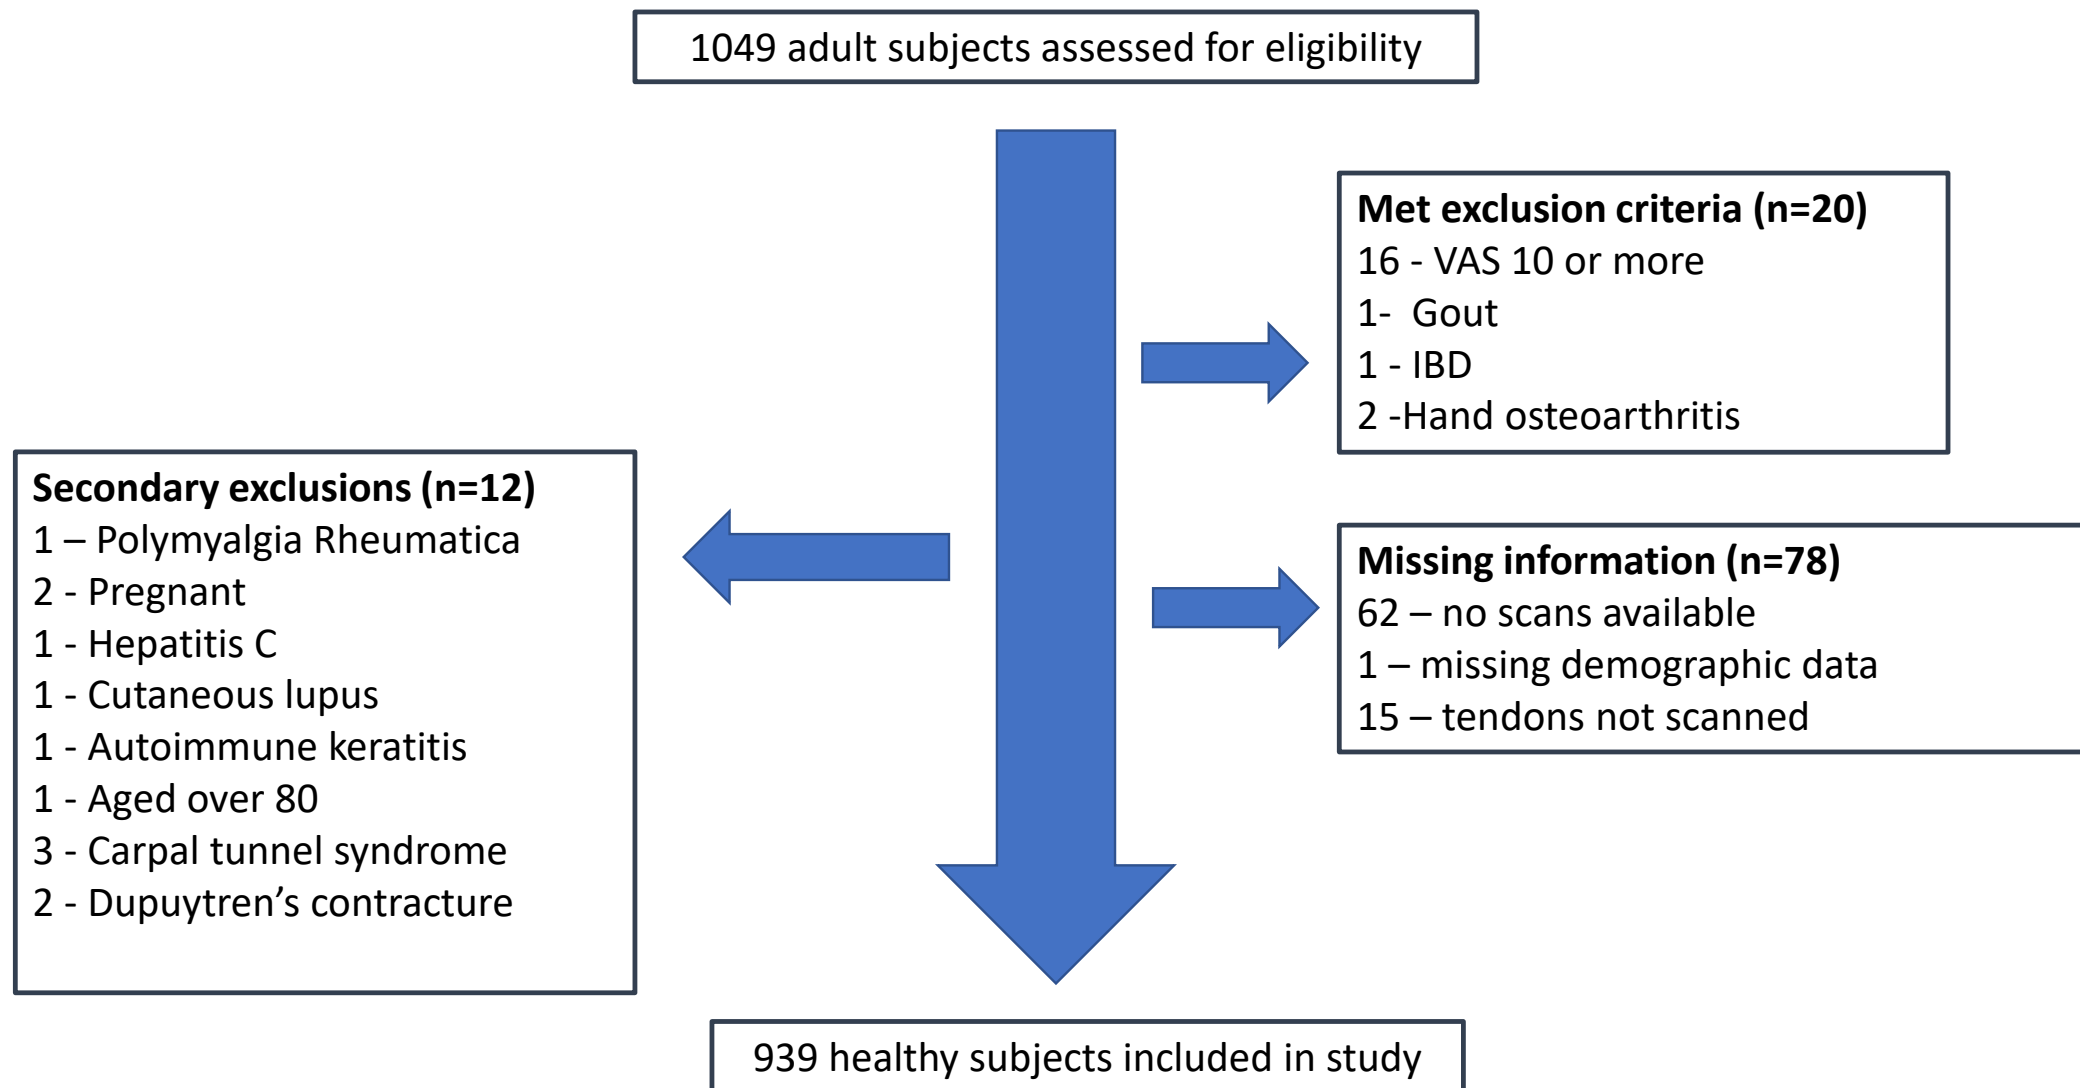 1049 adult subjects assessed for eligibility
Met exclusion criteria (n=20)
16 - VAS 10 or more
1-  Gout
1 - IBD
2 -Hand osteoarthritis
Secondary exclusions (n=12)
1 – Polymyalgia Rheumatica
2 - Pregnant
1 - Hepatitis C
1 - Cutaneous lupus
1 - Autoimmune keratitis
1 - Aged over 80
3 - Carpal tunnel syndrome
2 - Dupuytren’s contracture
Missing information (n=78)
62 – no scans available
1 – missing demographic data
15 – tendons not scanned
939 healthy subjects included in study